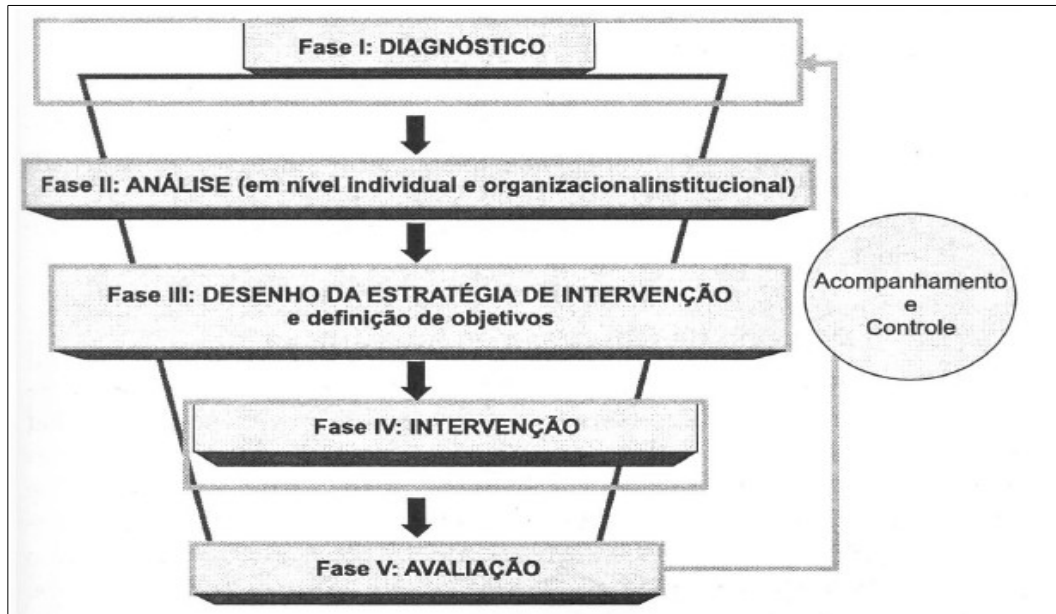 Fase I: DIAGNÓSTICO
Fase II: ANÁLISE (em nível individual e organizacionalinstitucional)
Fase III: DESENHO DA ESTRATÉGIA DE INTERVENÇÃO
e definição de objetivos
Fase IV: INTERVENÇÃO
Fase V: AVALIAÇÃO
Acompanhamento
e
Controle